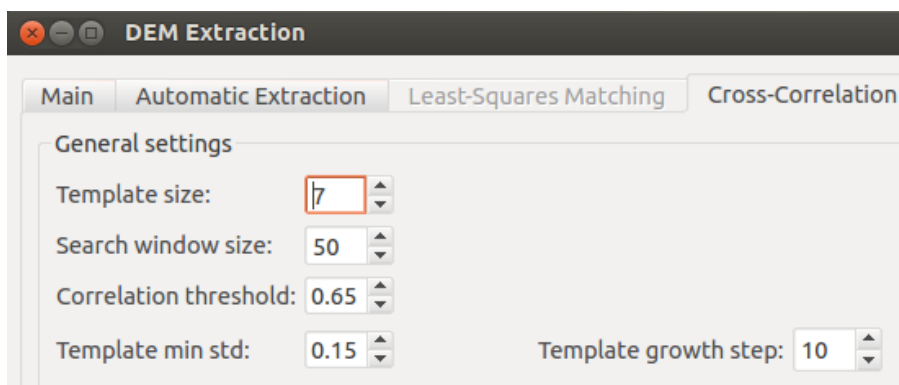 DEM Extraction
Main Automatic Extraction Least-Squares Matching Cross-Correlation
General settings
Template size: 7
Search window size: 50
Correlation threshold: 0.65
Template min std: 0.15 Template growth step: 10